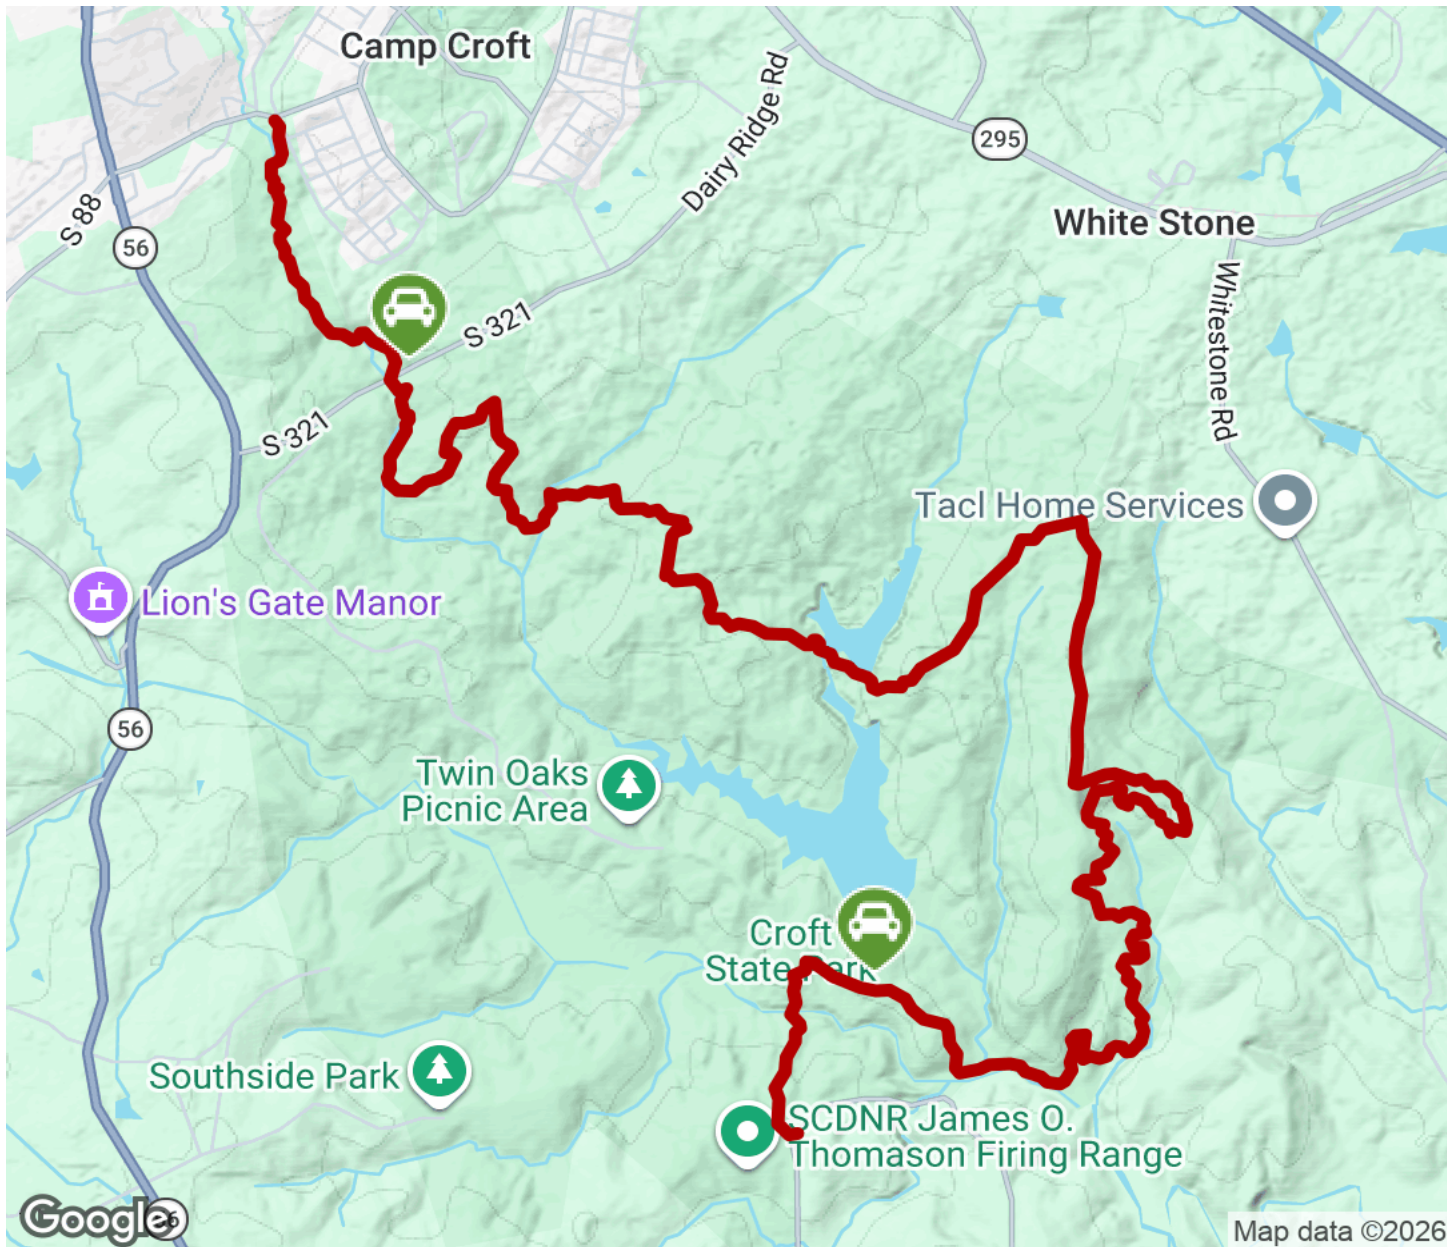 Camp Croft
Dairy Ridge Rd
295
S 88
White Stone
56
Whitestone Rd
S 321
S 321
Tacl Home Services
Lion's Gate Manor
56
Twin Oaks
Picnic Area
Croft
State Park
Southside Park
SCDNR James O.
Thomason Firing Range
Google
Map data ©2026